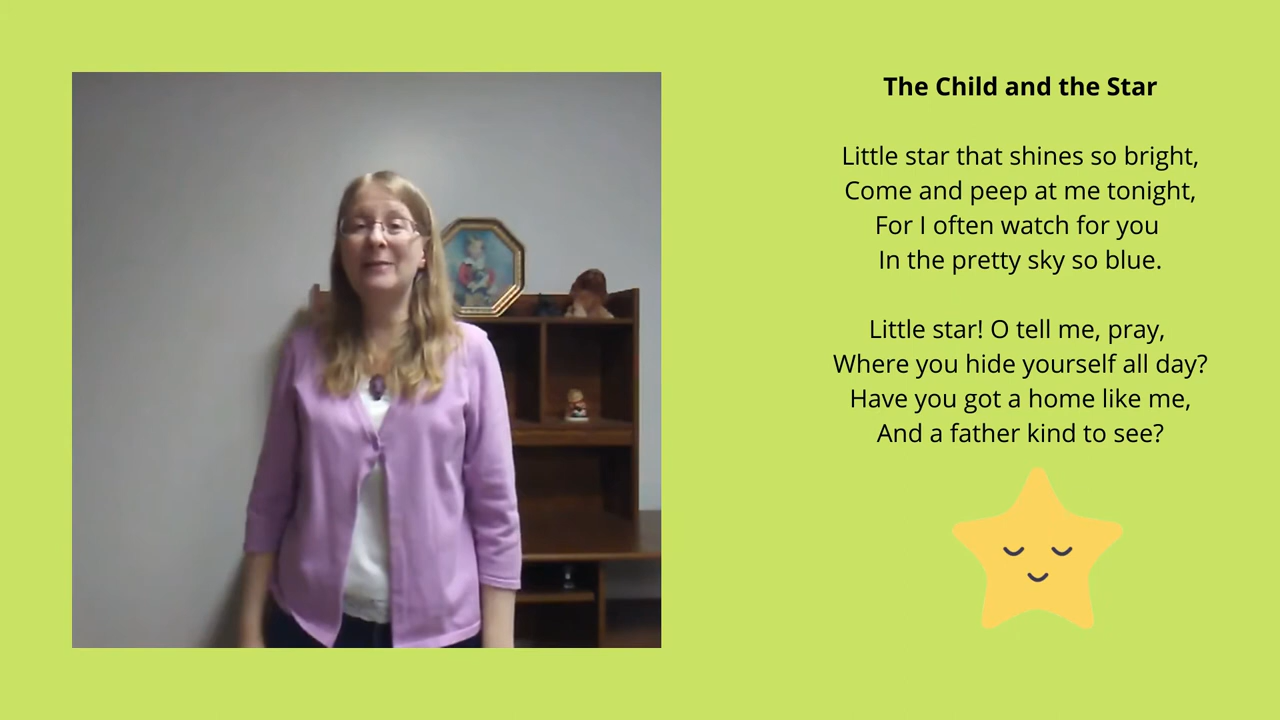 The Child and the Star
Little star that shines so bright,
Come and peep at me tonight,
For I often watch for you
In the pretty sky so blue.
Little star! O tell me, pray,
Where you hide yourself all day?
Have you got a home like me,
And a father kind to see?